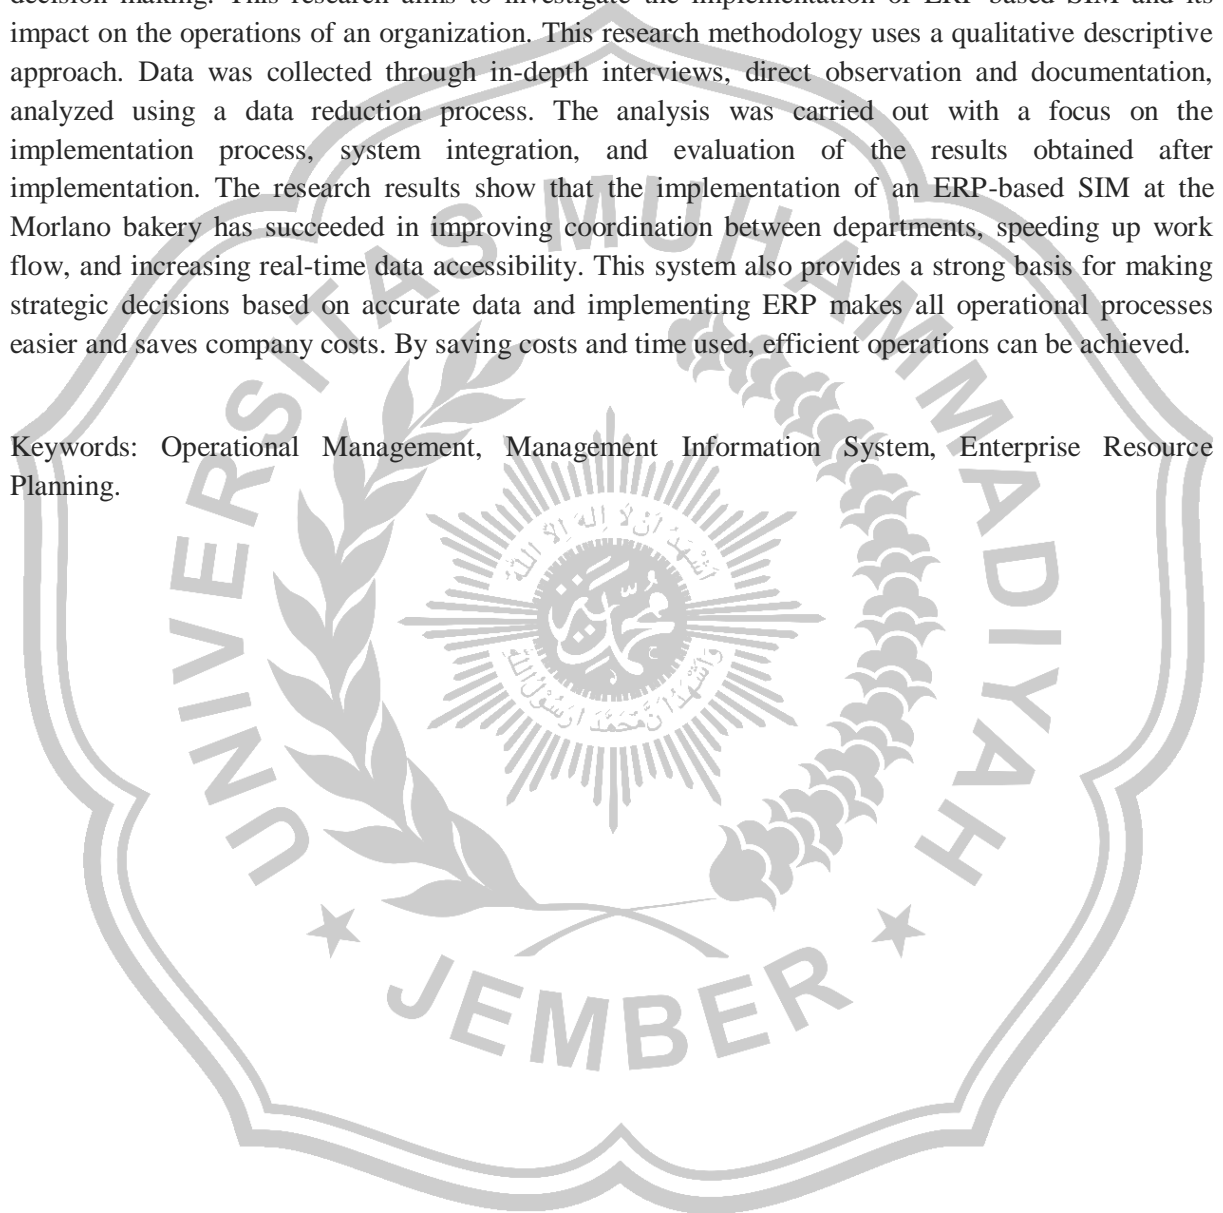 decision making. This research aims to investigate the implementation of ERP-based SIM and its
impact on the operations of an organization. This research methodology uses a qualitative descriptive
approach. Data was collected through in-depth interviews, direct observation and documentation,
analyzed using a data reduction process. The analysis was carried out with a focus on the
implementation process, system integration, and evaluation of the results obtained after
implementation. The research results show that the implementation of an ERP-based SIM at the
Morlano bakery has succeeded in improving coordination between departments, speeding up work
flow, and increasing real-time data accessibility. This system also provides a strong basis for making
strategic decisions based on accurate data and implementing ERP makes all operational processes
easier and saves company costs. By saving costs and time used, efficient operations can be achieved.
Keywords: Operational Management, Management Information System, Enterprise Resource
Planning.
UNIVERSITAS MUHAMMADIYAH
JEMBER